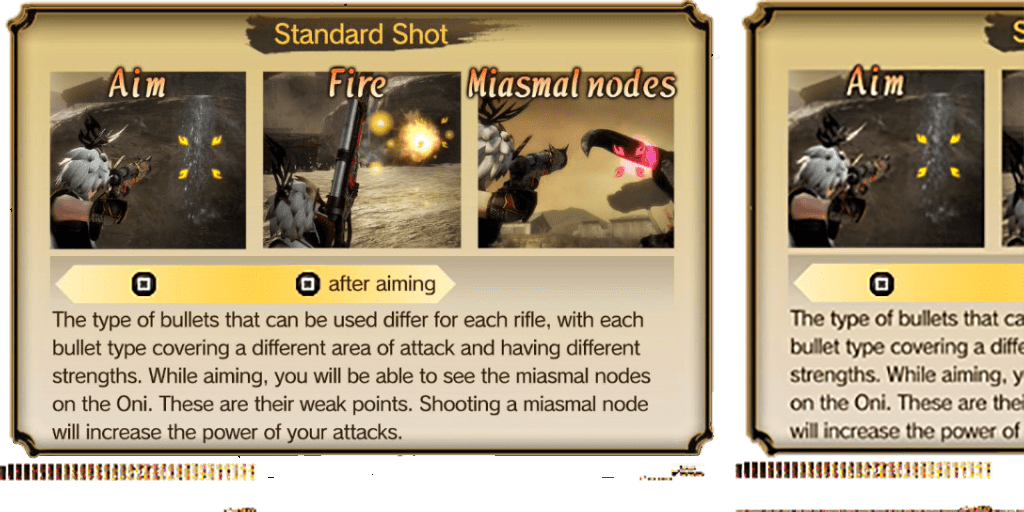 Standard Shot
Aim
Fire
Miasmal nodes
after aiming
The type of bullets that can be used differ for each rifle, with each
bullet type covering a different area of attack and having different
strengths. While aiming, you will be able to see the miasmal nodes
on the Oni. These are their weak points. Shooting a miasmal node
will increase the power of your attacks.
S
Aim
The type of bullets that ca
bullet type covering a diffe
strengths. While aiming, y
on the Oni. These are thei
will increase the power of